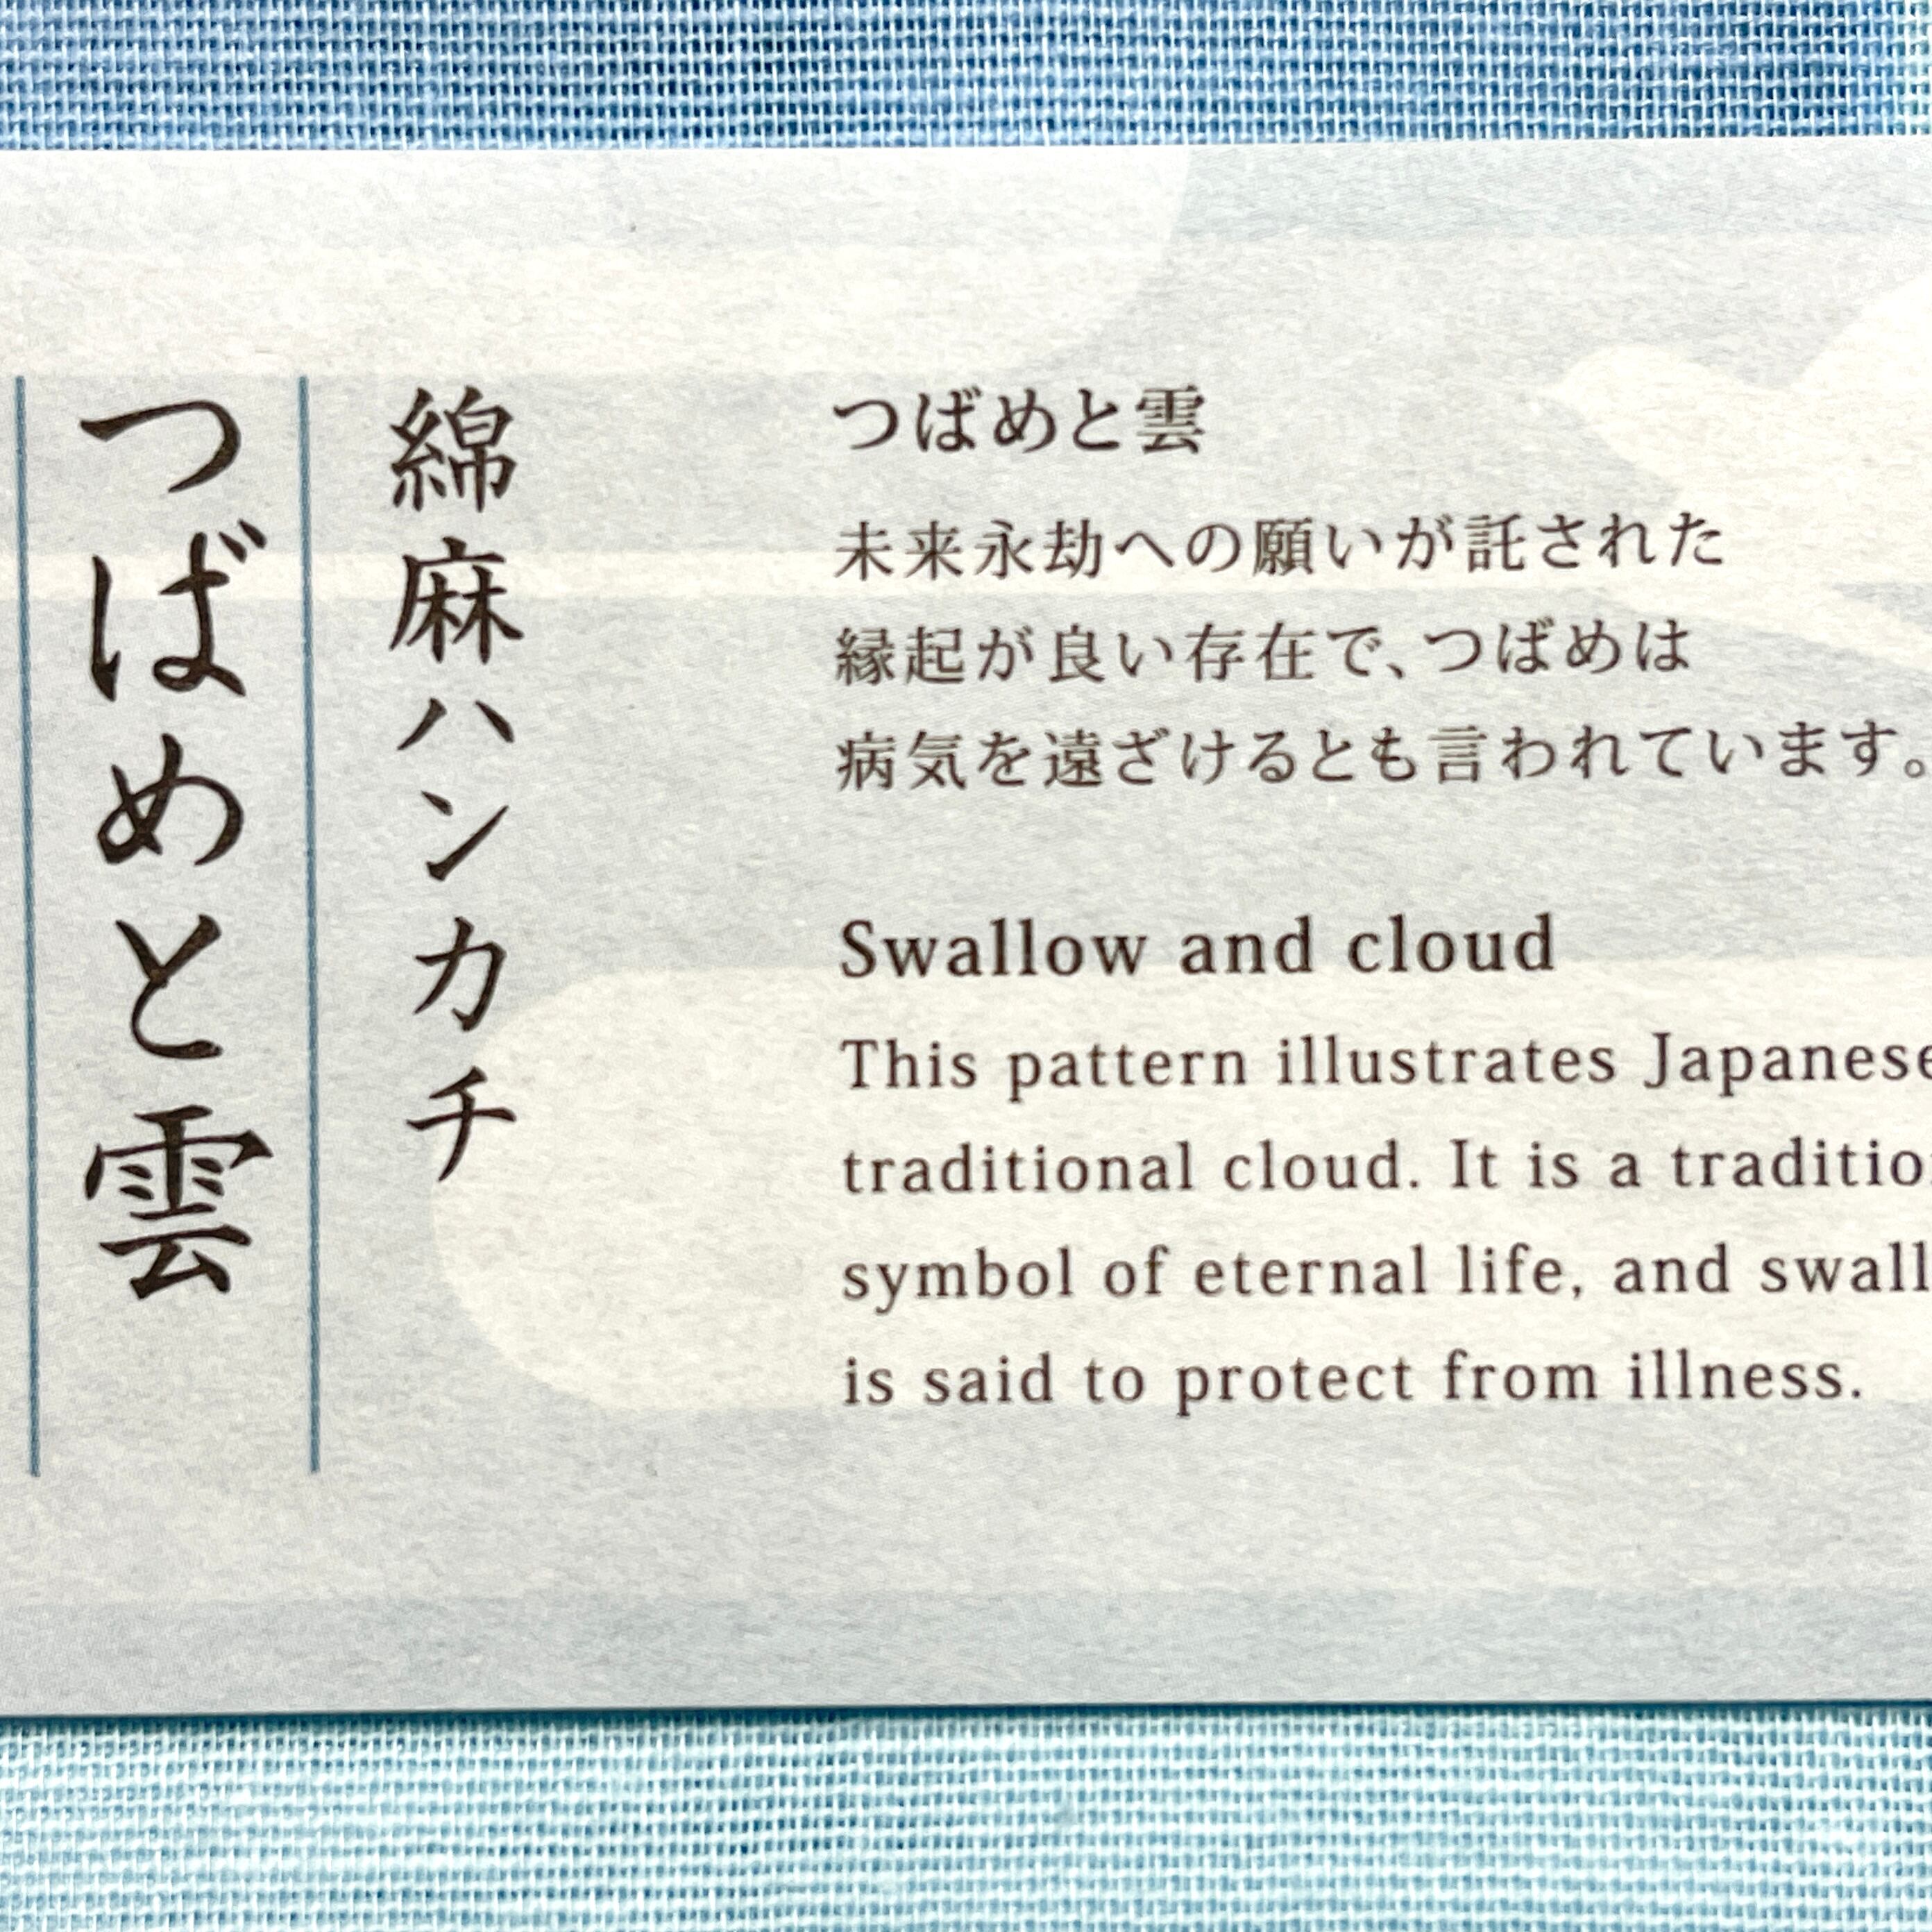 つばめと雲
綿麻ハンカチ
つばめと雲
未来永劫への願いが託された
縁起が良い存在で、つばめは
病気を遠ざけるとも言われています。
Swallow and cloud
This pattern illustrates Japanese
traditional cloud. It is a traditio
symbol of eternal life, and swall
is said to protect from illness.